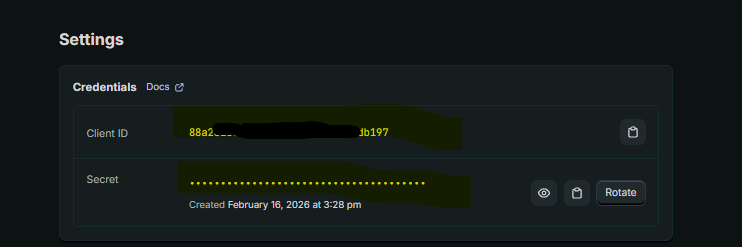 Settings
Credentials Docs
Client ID 88a2 db197
Secret ••••••••••••••••••••••••••••••••••••
Rotate
Created February 16, 2026 at 3:28 pm